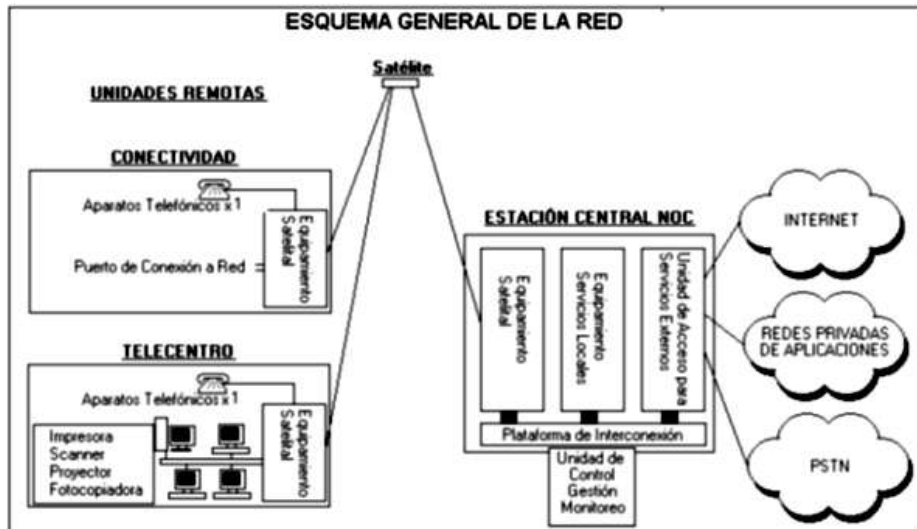 ESQUEMA GENERAL DE LA RED
Satélite
UNIDADES REMOTAS
CONECTIVIDAD
Aparatos Telefónicos x 1
Equipamiento
Satelital
Puerto de Conexión a Red
TELECENTRO
Aparatos Telefónicos x 1
Equipamiento
Satelital
Impresora
Scanner
Proyector
Fotocopiadora
ESTACIÓN CENTRAL NOC
Equipamiento
Satelital
Equipamiento
Servicios Locales
Unidad de Acceso para
Servicios Externos
Plataforma de Interconexión
Unidad de
Control
Gestión
Monitoreo
INTERNET
REDES PRIVADAS
DE APLICACIONES
PSTN